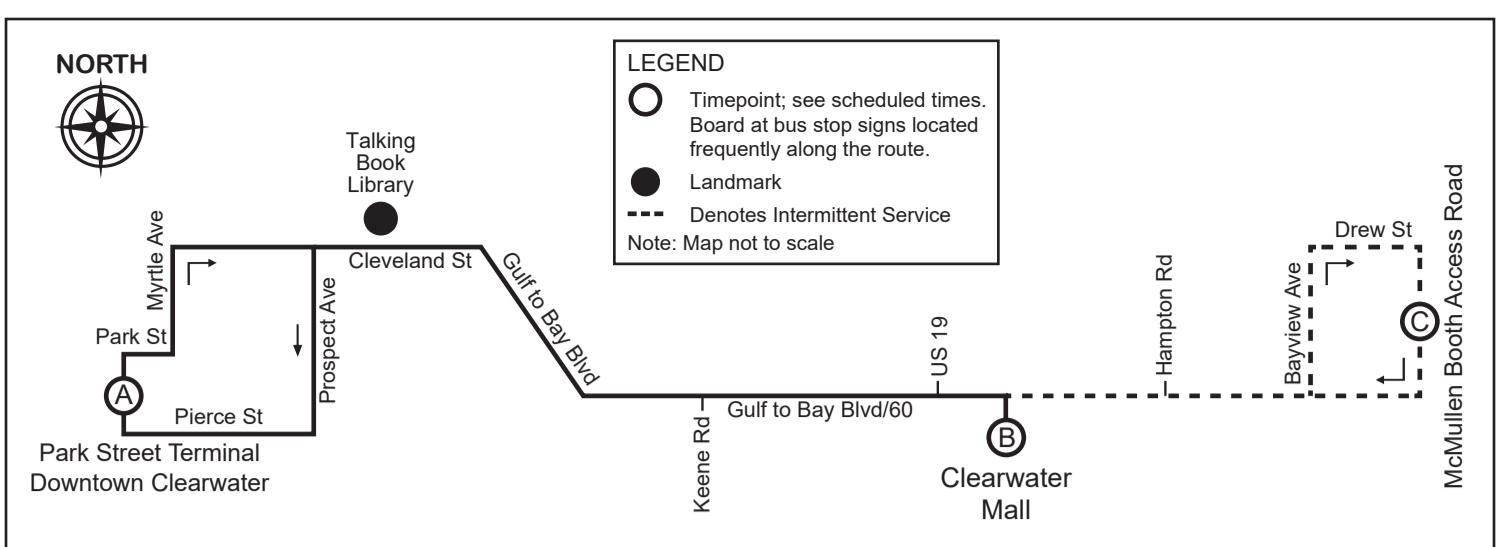 NORTH
LEGEND
Timepoint; see scheduled times.
Board at bus stop signs located
frequently along the route.
Landmark
Denotes Intermittent Service
Note: Map not to scale
Talking
Book
Library
Myrtle Ave
Cleveland St
Gulf to Bay Blvd
Prospect Ave
Park St
A
Pierce St
Park Street Terminal
Downtown Clearwater
Keene Rd
Gulf to Bay Blvd/60
US 19
B
Clearwater
Mall
Hampton Rd
Bayview Ave
Drew St
C
McMullen Booth Access Road